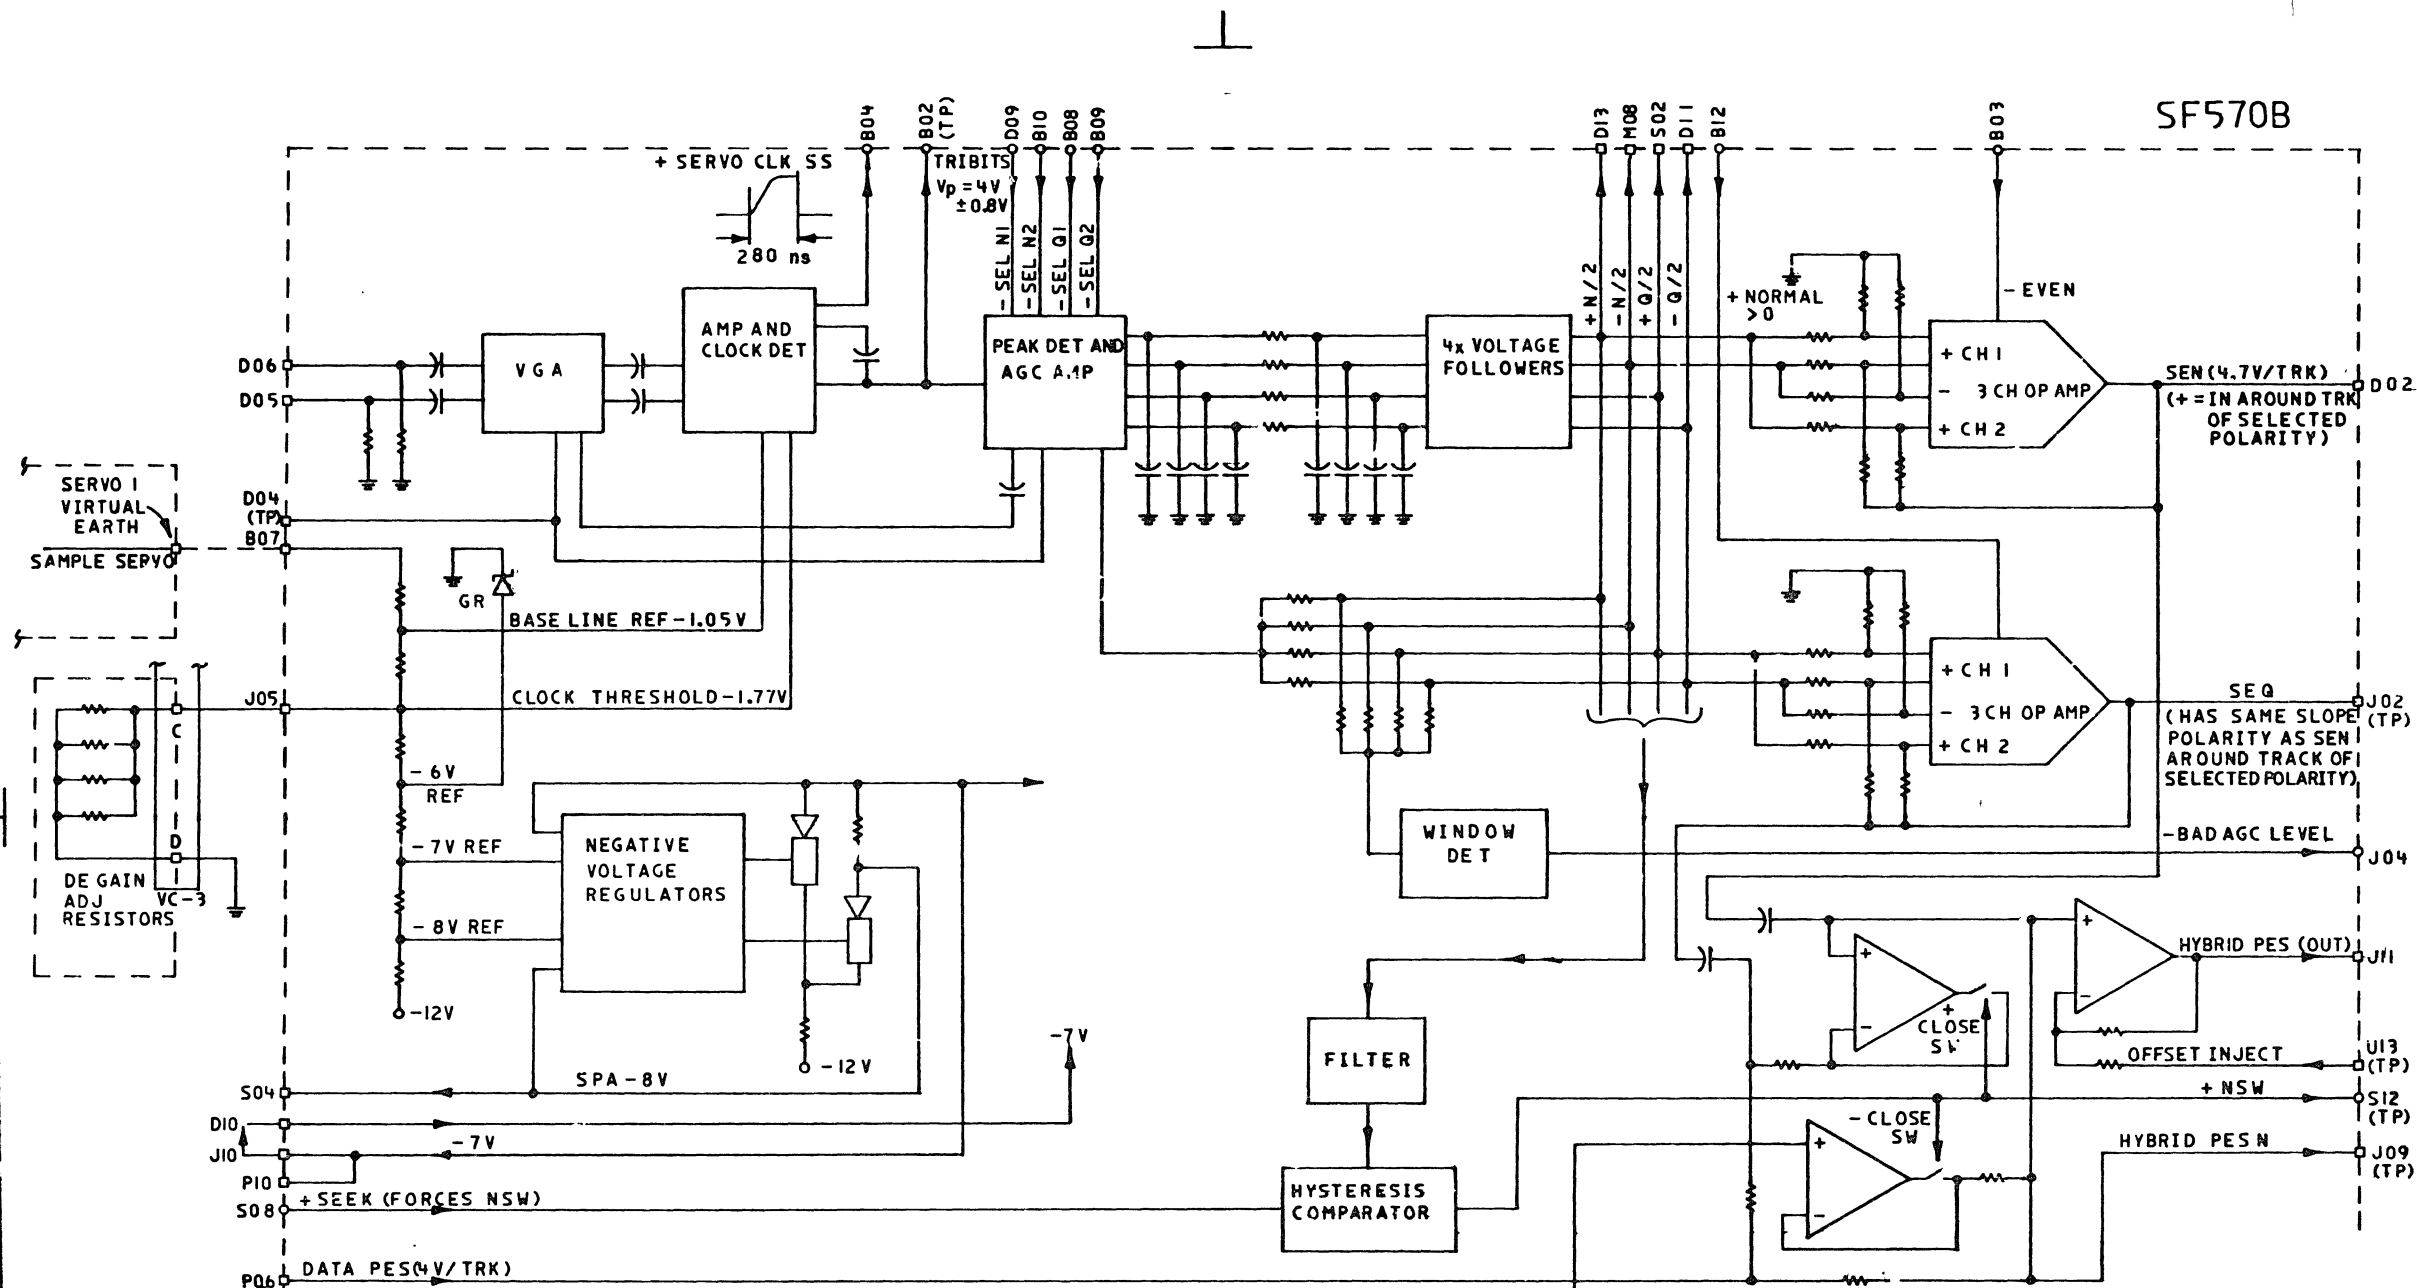 SF570B
B04
B02
(TP)
D09
B10
B08
B09
D13
M08
S02
D11
B12
B03
+ SERVO CLK SS
280 ns
TRIBITS
Vp = 4V
± 0.8V
- SEL N1
- SEL N2
- SEL Q1
- SEL Q2
+ N/2
- N/2
+ Q/2
- Q/2
+ NORMAL
> 0
- EVEN
D06
D05
VGA
AMP AND
CLOCK DET
PEAK DET AND
AGC AMP
4x VOLTAGE
FOLLOWERS
+ CH 1
- 3 CH OP AMP
+ CH 2
SEN (4.7V/TRK)
D02
(+ = IN AROUND TRK
OF SELECTED
POLARITY)
SERVO 1
VIRTUAL
EARTH
SAMPLE SERVO
D04
(TP)
B07
GR
BASE LINE REF -1.05 V
J05
CLOCK THRESHOLD -1.77V
C
D
DE GAIN
ADJ
RESISTORS
VC-3
- 6V
REF
- 7V REF
- 8V REF
-12V
NEGATIVE
VOLTAGE
REGULATORS
- 12 V
+ CH 1
- 3 CH OP AMP
+ CH 2
SEQ
J02
(TP)
(HAS SAME SLOPE
POLARITY AS SEN
AROUND TRACK OF
SELECTED POLARITY)
WINDOW
DET
-BAD AGC LEVEL
J04
+
-
+
CLOSE
SW
+
-
HYBRID PES (OUT)
J11
OFFSET INJECT
U13
(TP)
+ NSW
S12
(TP)
FILTER
- CLOSE
SW
+
-
HYBRID PES N
J09
(TP)
HYSTERESIS
COMPARATOR
SPA -8V
S04
-7V
D10
J10
-7V
P10
S08
+ SEEK (FORCES NSW)
P06
DATA PES(4V/TRK)